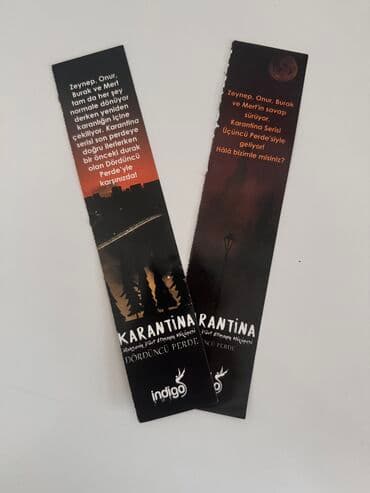 Zeynep, Onur,
Burak ve Mert
tam da her şey
normale dönüyor
derken yeniden
karanlığın içine
çekiliyor. Karantina
serisi son perdeye
doğru ilerlerken
bir önceki durak
olan Dördüncü
Perde'yle
karşınızda!
KARANTİNA
DÖRDÜNCÜ PERDE
indigo
Zeynep, Onur, Burak
ve Mert'in savaşı
sürüyor.
Karantina Serisi
Üçüncü Perde'siyle
geliyor!
Hâlâ bizimle misiniz?
RANTİNA
ÜNCÜ PERDE
indigo